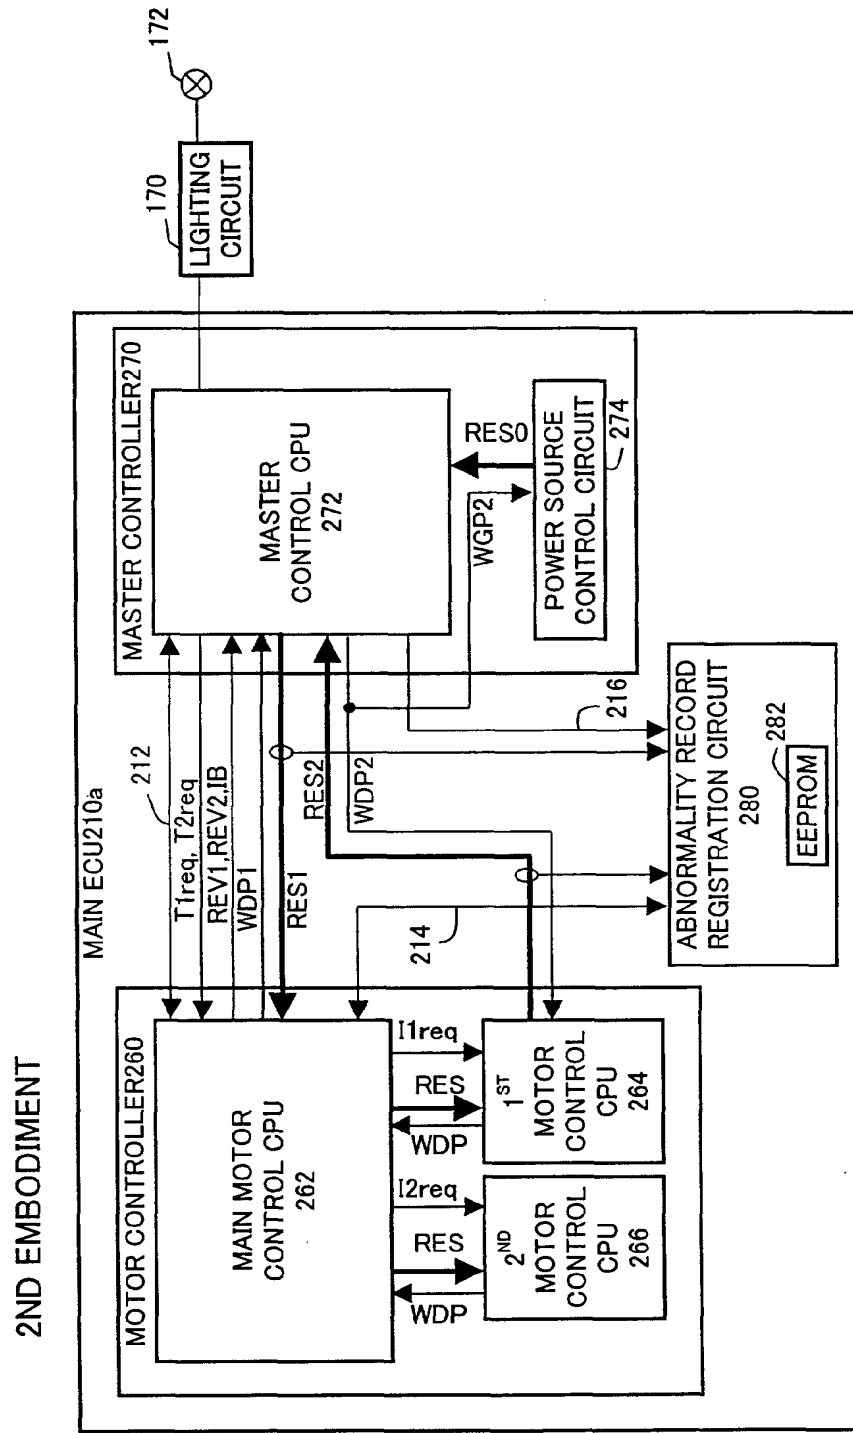 2ND EMBODIMENT
MAIN ECU210a
MOTOR CONTROLLER260
MAIN MOTOR
CONTROL CPU
262
I2req
RES
WDP
I1req
RES
WDP
2ND
MOTOR
CONTROL
CPU
266
1ST
MOTOR
CONTROL
CPU
264
212
T1req, T2req
REV1,REV2,IB
WDP1
RES1
RES2
WDP2
214
216
MASTER CONTROLLER270
MASTER
CONTROL CPU
272
RES0
WGP2
POWER SOURCE
CONTROL CIRCUIT
274
ABNORMALITY RECORD
REGISTRATION CIRCUIT
280
282
EEPROM
170
LIGHTING
CIRCUIT
172